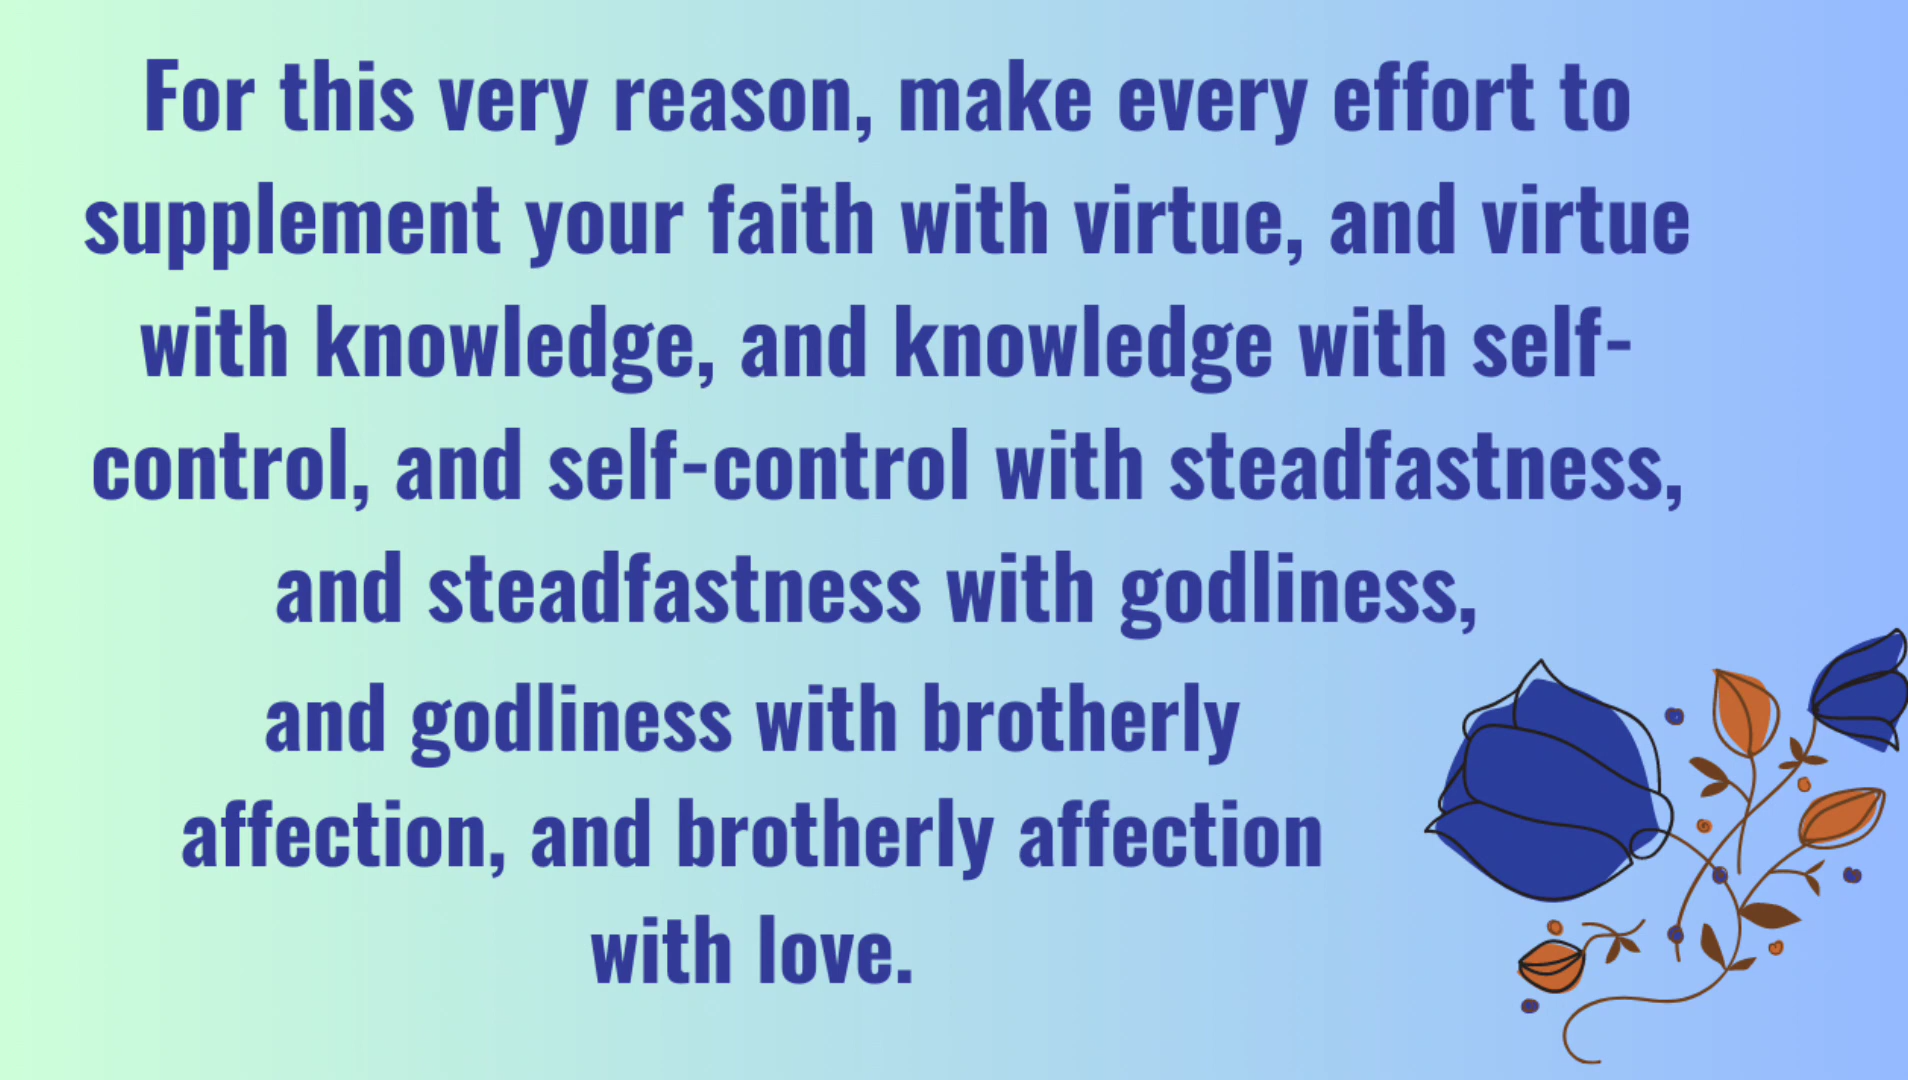 For this very reason, make every effort to
supplement your faith with virtue, and virtue
with knowledge, and knowledge with self-
control, and self-control with steadfastness,
and steadfastness with godliness,
and godliness with brotherly
affection, and brotherly affection
with love.